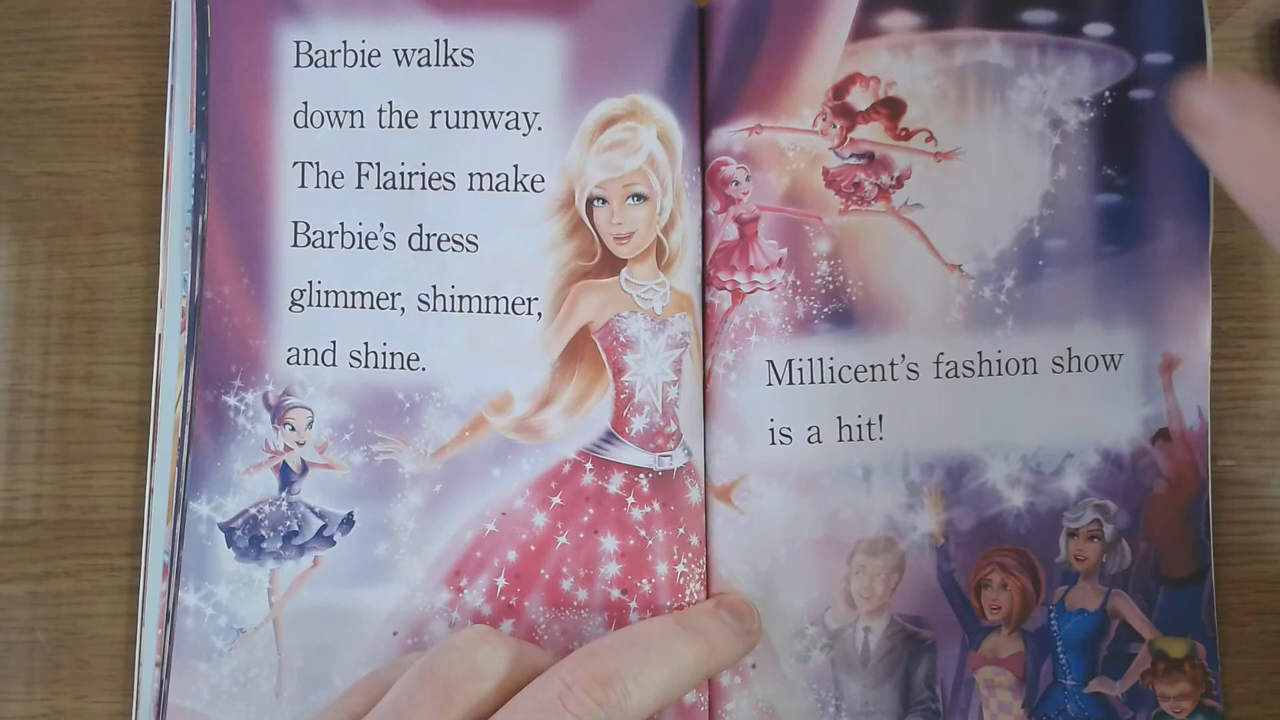 Barbie walks
down the runway.
The Flairies make
Barbie's dress
glimmer, shimmer,
and shine.
Millicent's fashion show
is a hit!